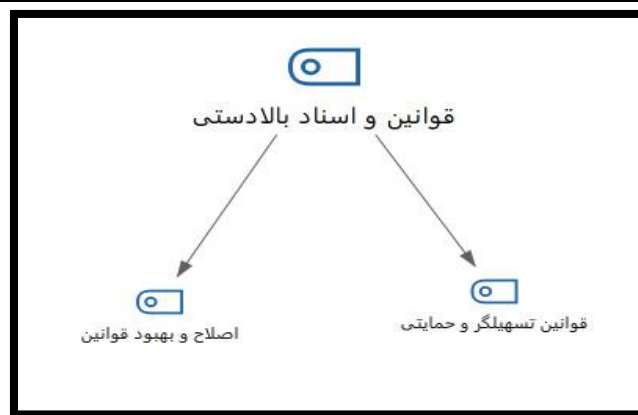 قوانین و اسناد بالادستی
قوانین تسهیلگر و حمایتی
اصلاح و بهبود قوانین